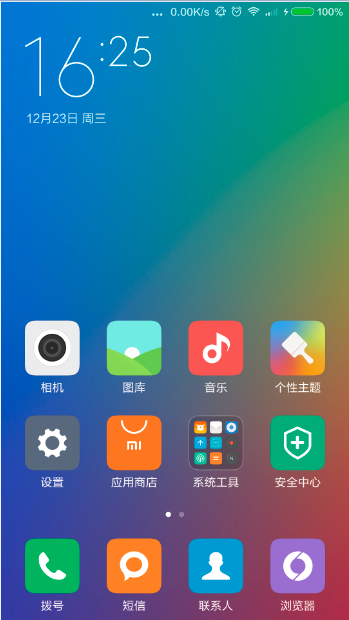 ... 0.00K/s 100%
16:25
12月23日 周三
相机 图库 音乐 个性主题
mi
设置 应用商店 系统工具 安全中心
拨号 短信 联系人 浏览器